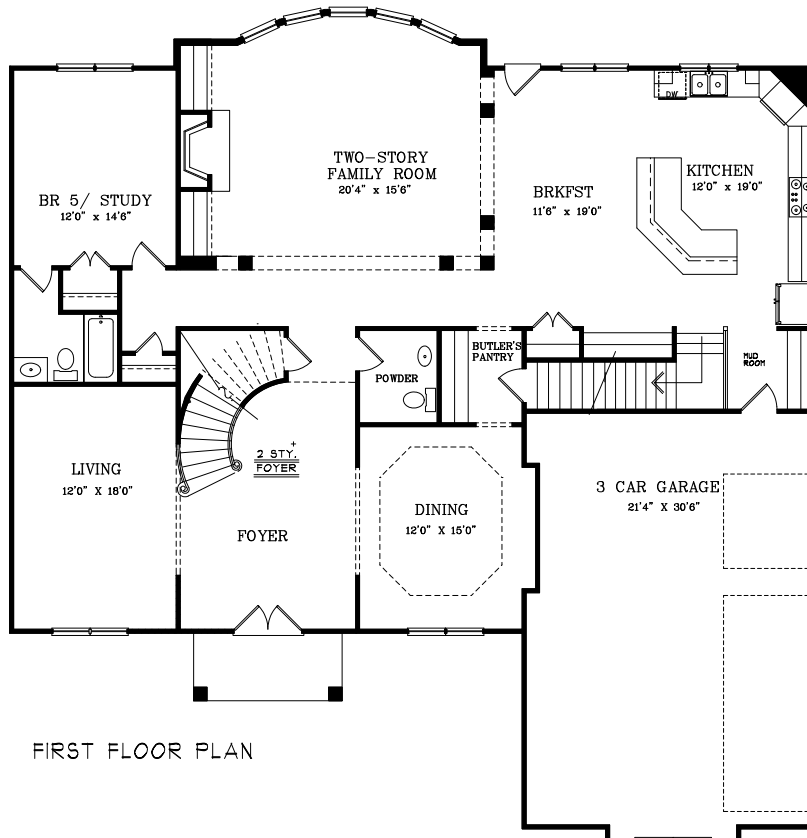 DW
TWO-STORY
FAMILY ROOM
20'4" x 15'6"
KITCHEN
12'0" x 19'0"
BR 5/ STUDY
12'0" x 14'6"
BRKFST
11'6" x 19'0"
BUTLER'S
PANTRY
MUD
ROOM
POWDER
2 STY.
FOYER
LIVING
12'0" X 18'0"
DINING
12'0" X 15'0"
3 CAR GARAGE
21'4" X 30'6"
FOYER
FIRST FLOOR PLAN